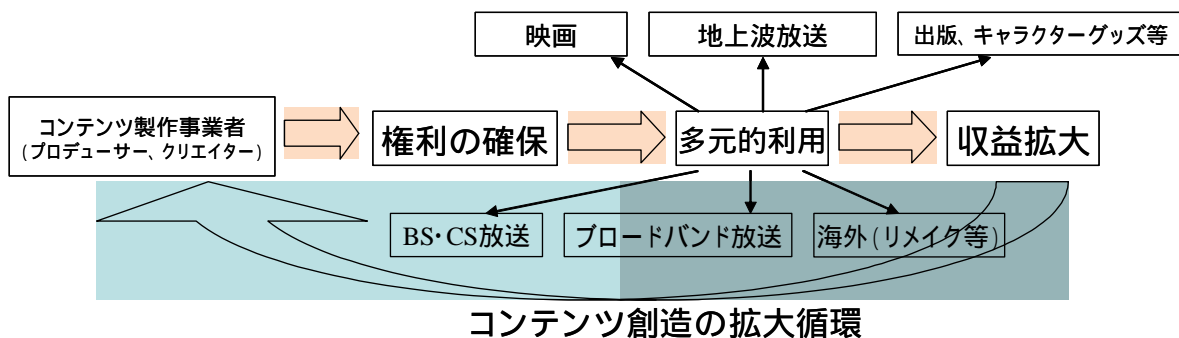 映画
地上波放送
出版、キャラクターグッズ等
コンテンツ製作事業者
(プロデューサー、クリエイター)
権利の確保
多元的利用
収益拡大
BS･CS放送
ブロードバンド放送
海外(リメイク等)
コンテンツ創造の拡大循環